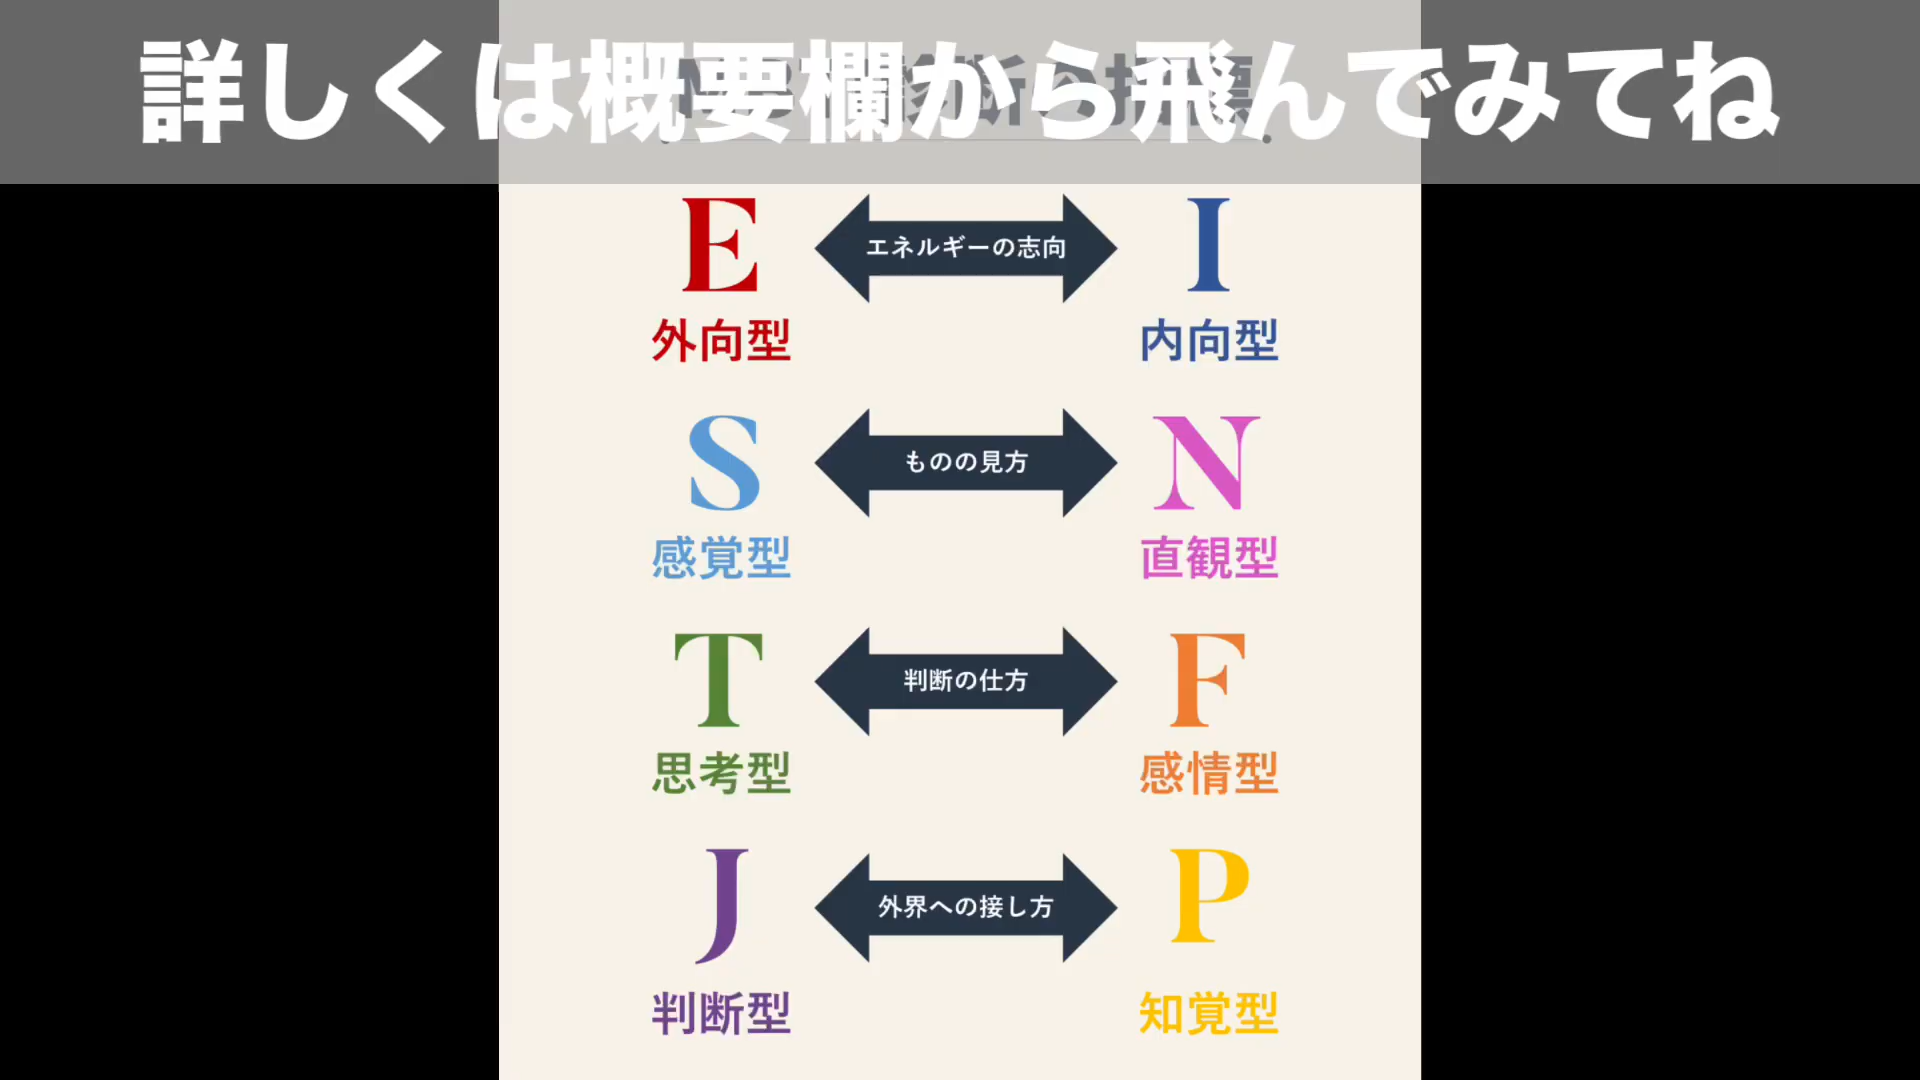 詳しくは概要欄から飛んでみてね
E エネルギーの志向 I
外向型 内向型
S ものの見方 N
感覚型 直観型
T 判断の仕方 F
思考型 感情型
J 外界への接し方 P
判断型 知覚型